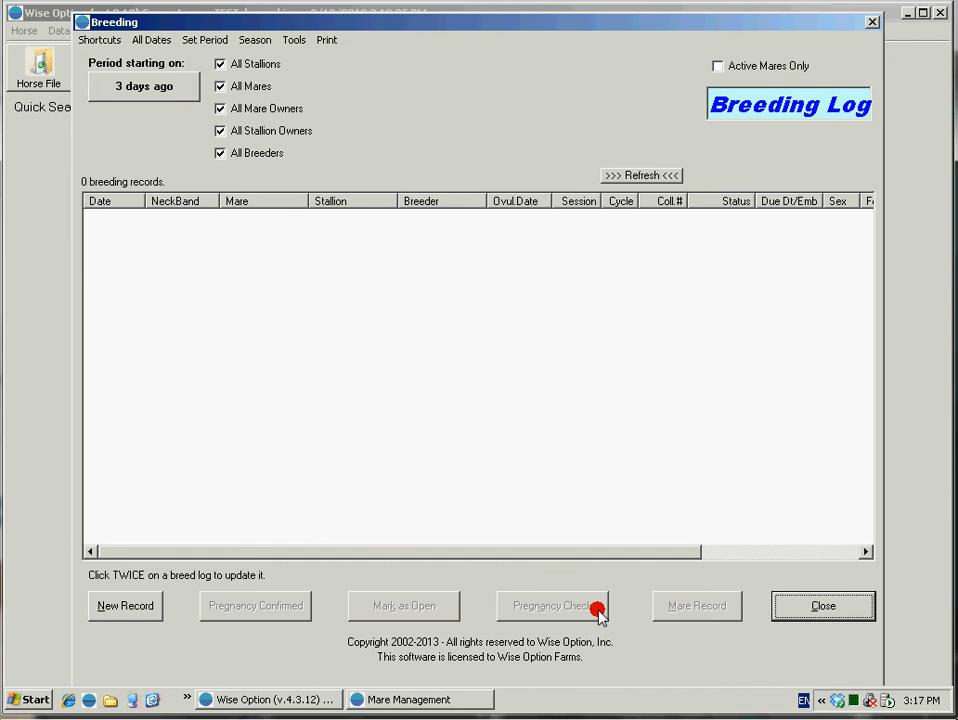 Breeding
Horse
Shortcuts All Dates Set Period Season Tools Print
Period starting on:
3 days ago
All Stallions
All Mares
All Mare Owners
All Stallion Owners
All Breeders
Active Mares Only
Breeding Log
Horse File
Quick Sea
0 breeding records.
>>> Refresh <<<
Date NeckBand Mare Stallion Breeder Ovul.Date Session Cycle Coll.# Status Due Dt/Emb Sex
Click TWICE on a breed log to update it.
New Record Pregnancy Confirmed Mark as Open Pregnancy Check Mare Record Close
Copyright 2002-2013 - All rights reserved to Wise Option, Inc.
This software is licensed to Wise Option Farms.
Start » Wise Option (v.4.3.12) ... Mare Management EN « 3:17 PM